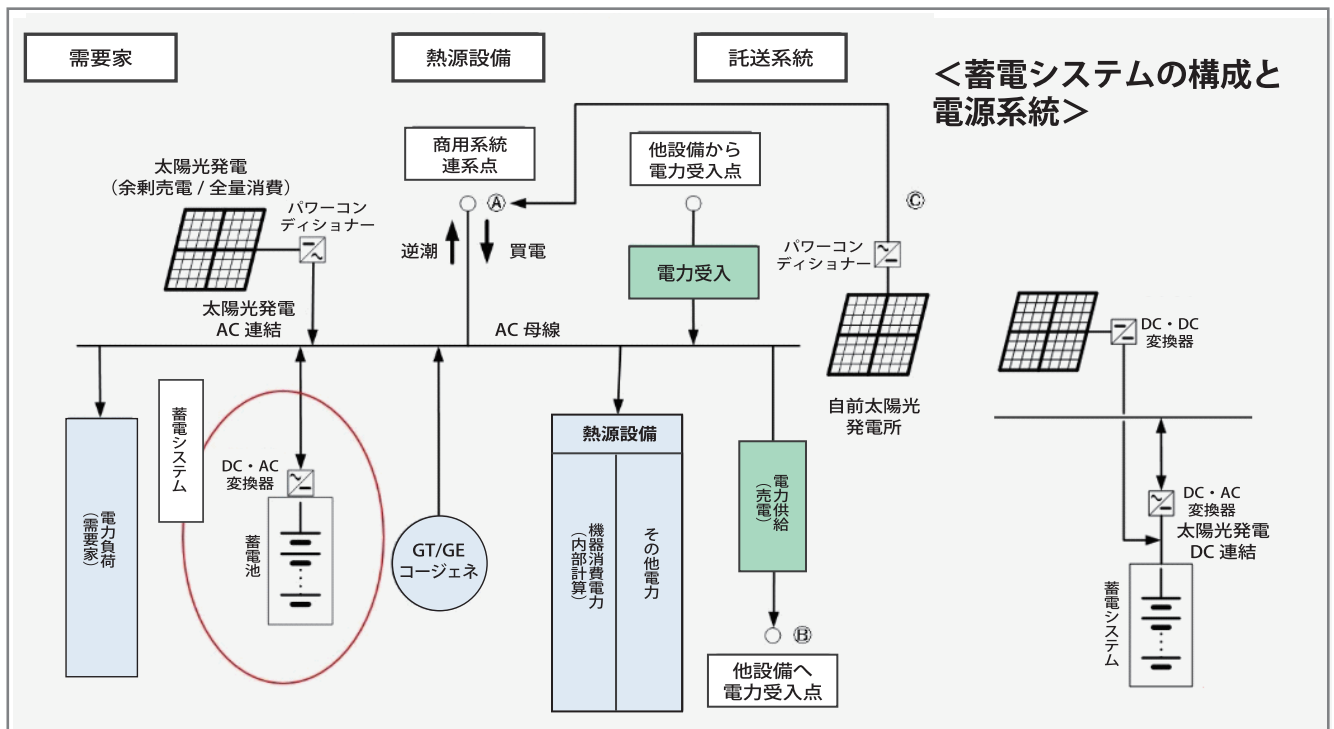 需要家
熱源設備
託送系統
＜蓄電システムの構成と
電源系統＞
商用系統
連系点
他設備から
電力受入点
太陽光発電
（余剰売電 / 全量消費）
パワーコン
ディショナー
Ⓐ
Ⓒ
逆潮
買電
電力受入
パワーコン
ディショナー
太陽光発電
AC 連結
AC 母線
DC・DC
変換器
自前太陽光
発電所
蓄電システム
熱源設備
DC・AC
変換器
電力負荷
（需要家）
蓄電池
GT/GE
コージェネ
機器消費電力
（内部計算）
その他電力
電力供給
（売電）
DC・AC
変換器
太陽光発電
DC 連結
蓄電システム
Ⓑ
他設備へ
電力受入点